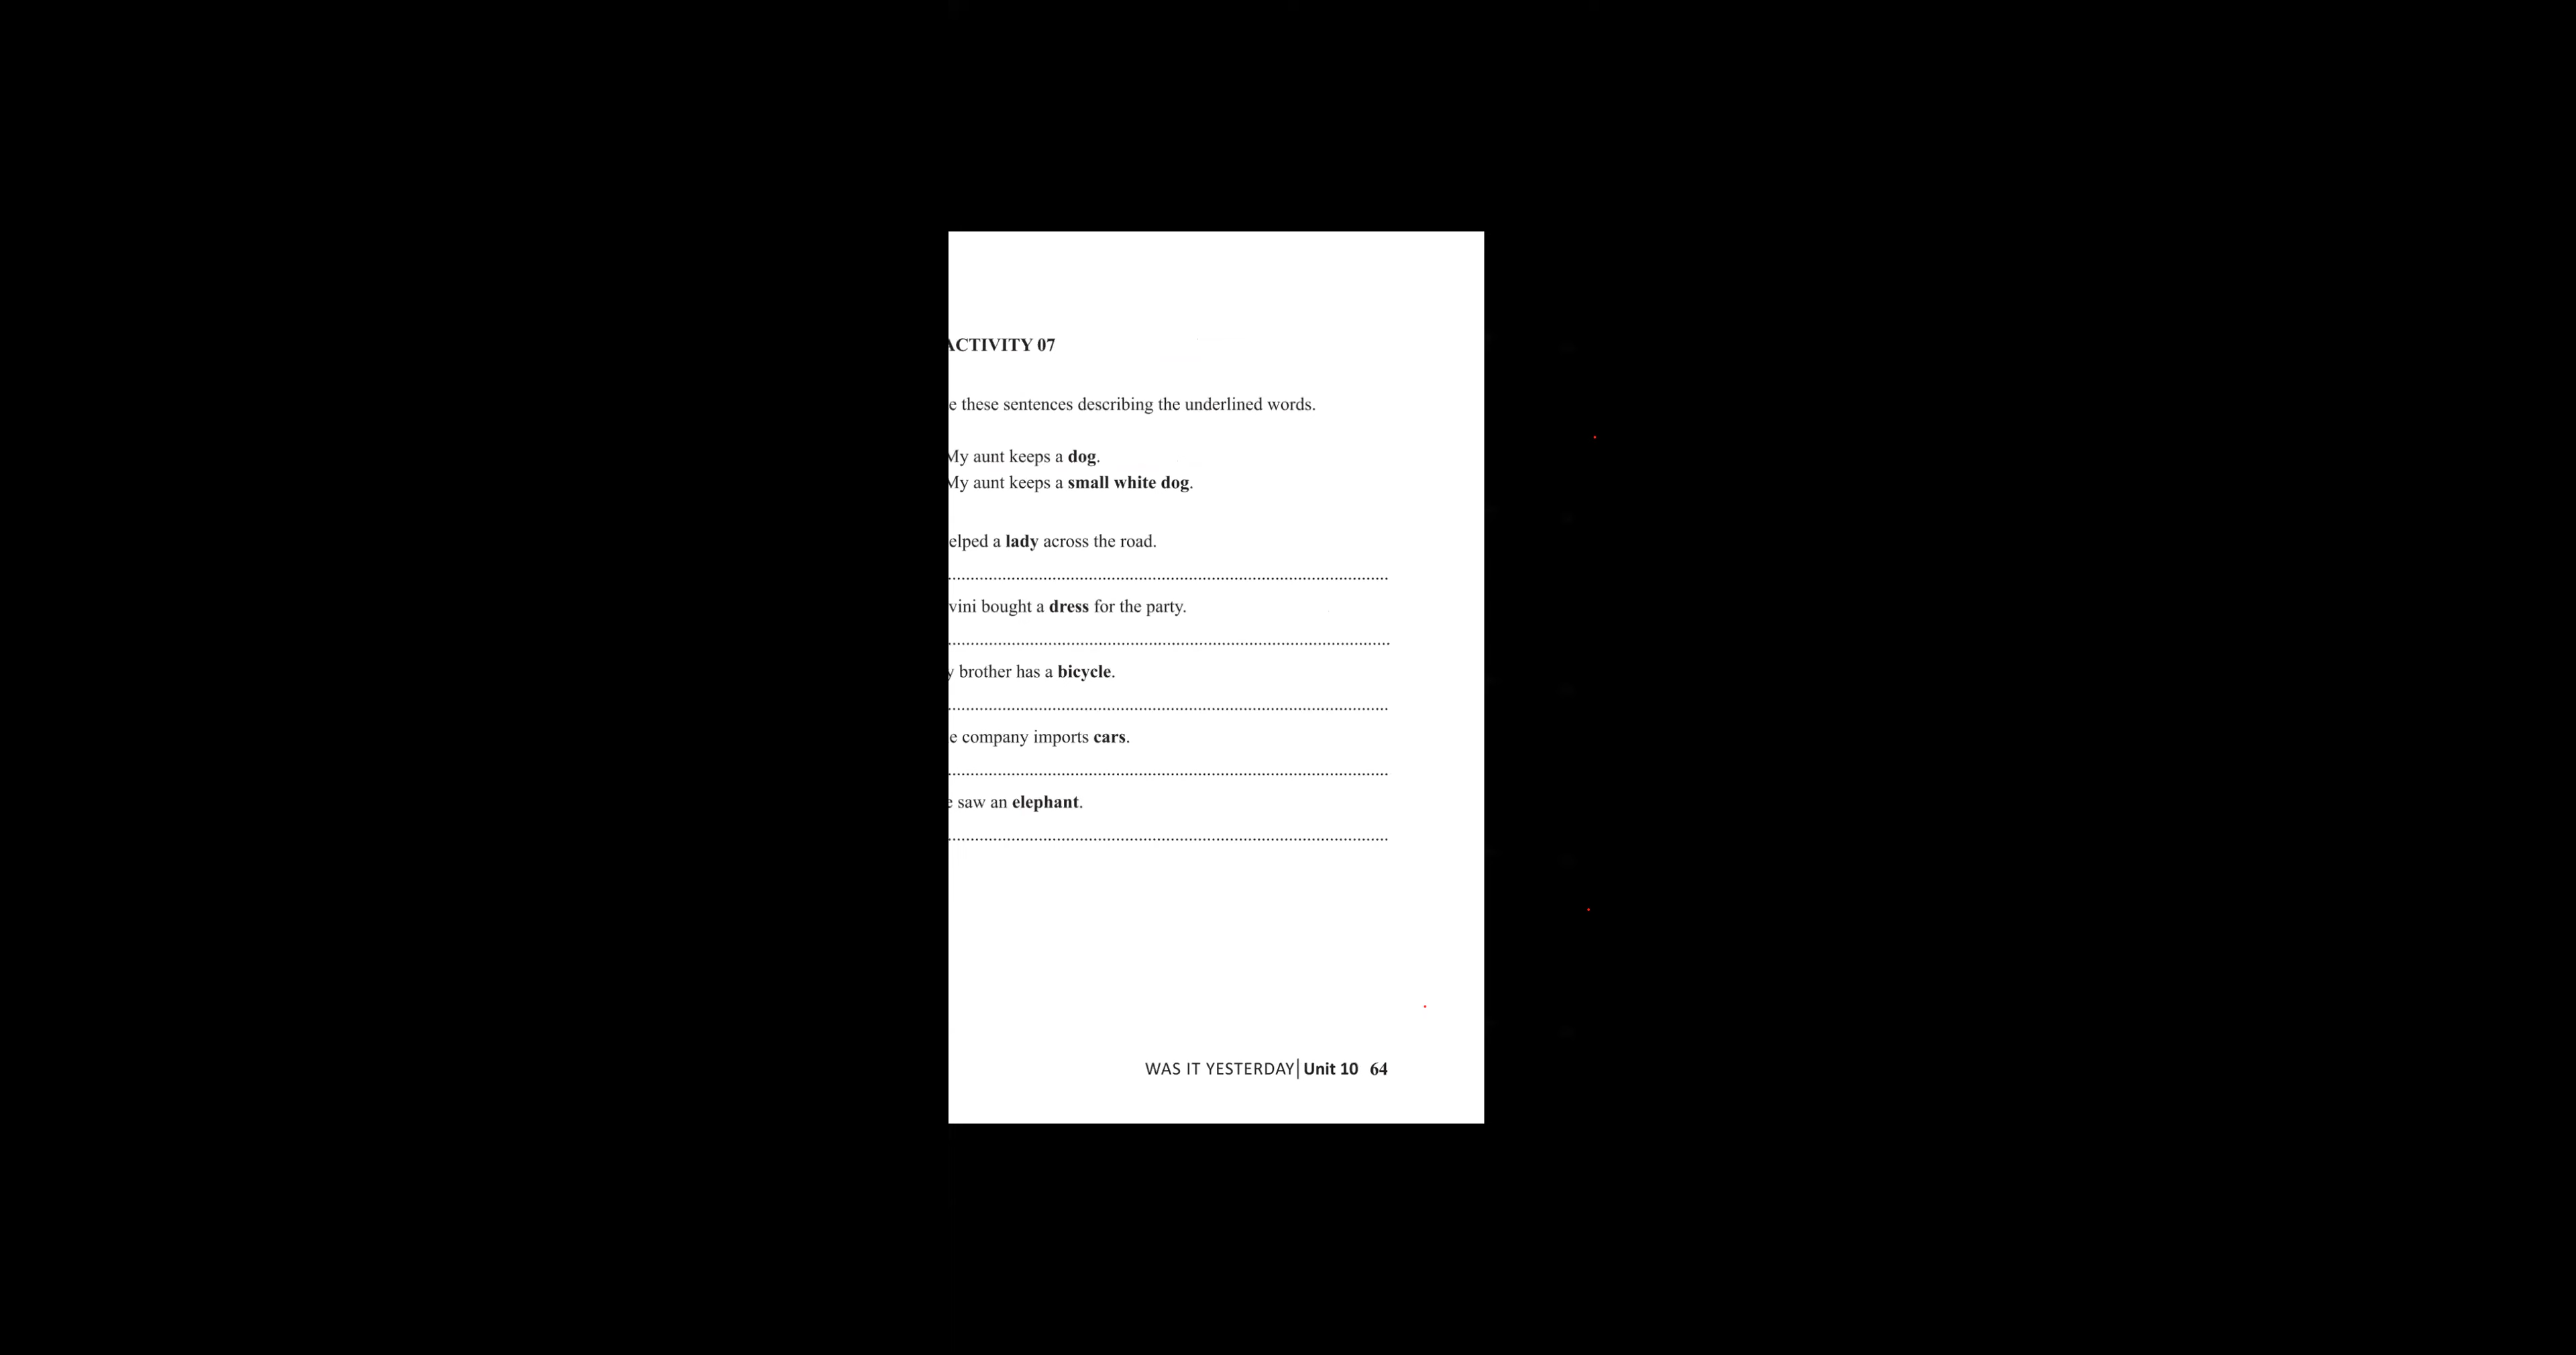 ACTIVITY 07
e these sentences describing the underlined words.
My aunt keeps a dog.
My aunt keeps a small white dog.
elped a lady across the road.
................................................................................
vini bought a dress for the party.
................................................................................
y brother has a bicycle.
................................................................................
e company imports cars.
................................................................................
e saw an elephant.
................................................................................
WAS IT YESTERDAY| Unit 10 64